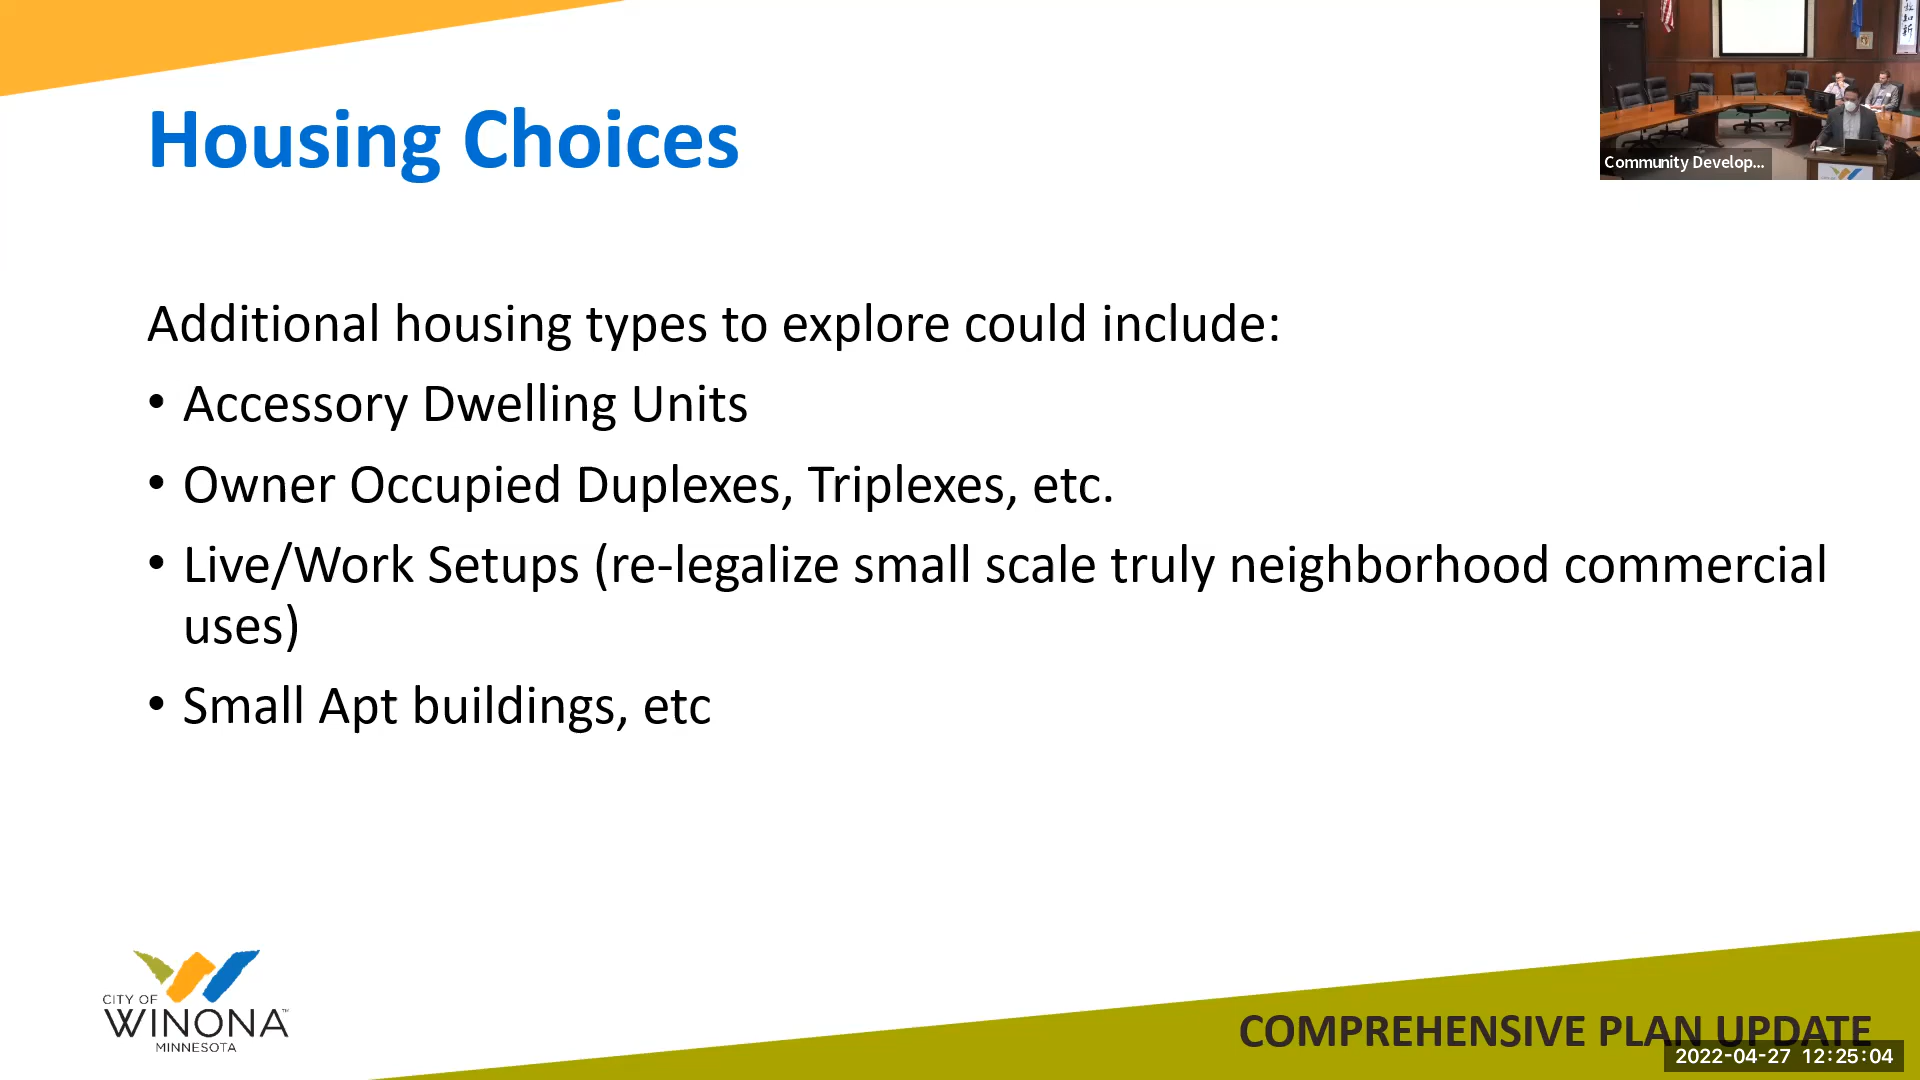 Housing Choices
Additional housing types to explore could include:
• Accessory Dwelling Units
• Owner Occupied Duplexes, Triplexes, etc.
• Live/Work Setups (re-legalize small scale truly neighborhood commercial
uses)
• Small Apt buildings, etc
Community Develop...
CITY OF
WINONA™
MINNESOTA
COMPREHENSIVE PLAN UPDATE
2022-04-27 12:25:04